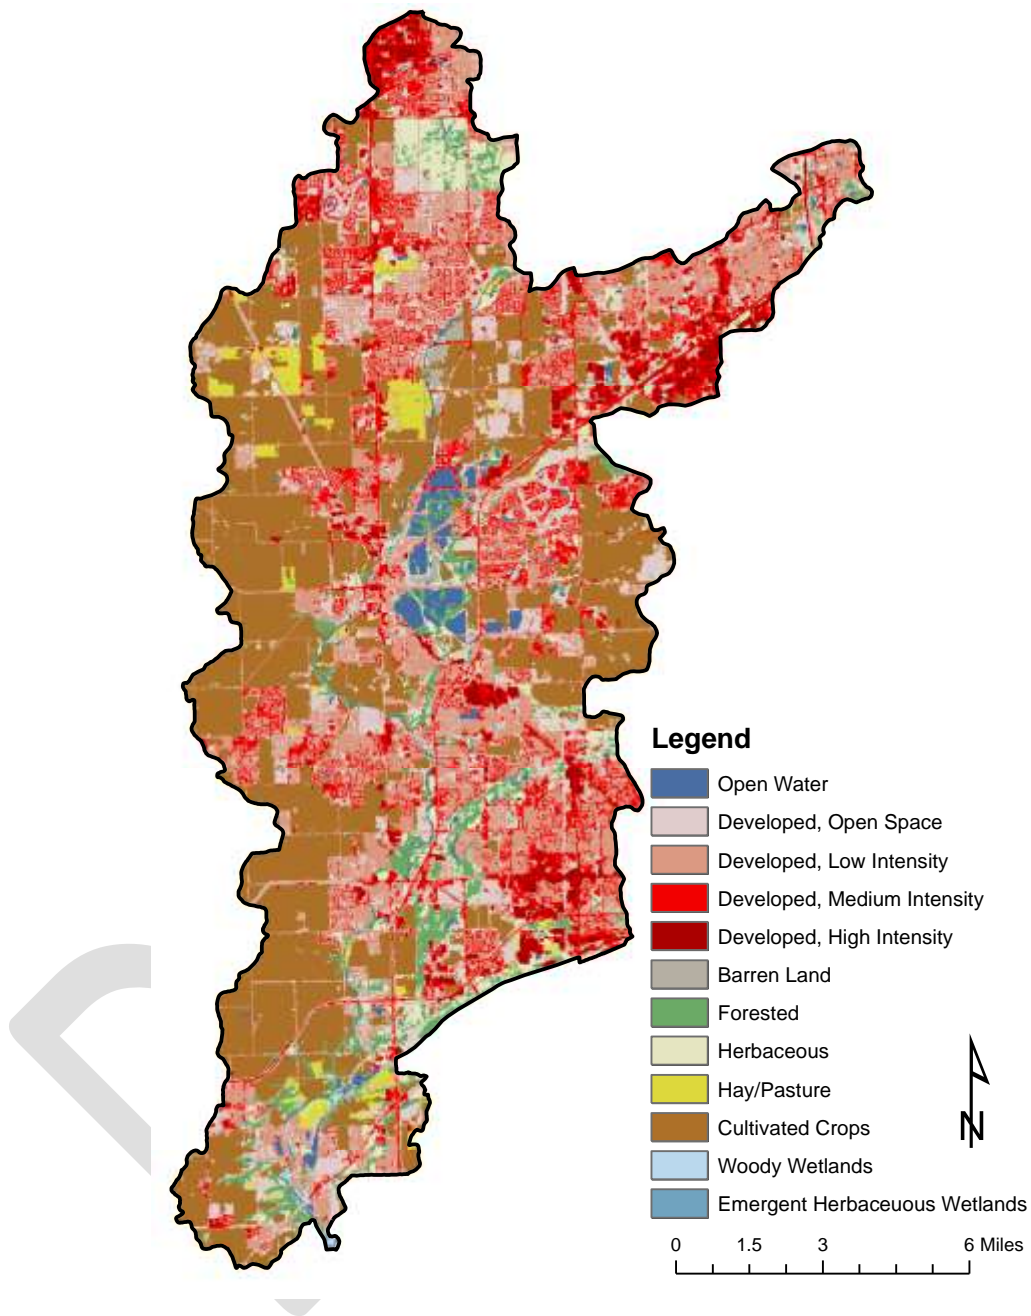 Legend
Open Water
Developed, Open Space
Developed, Low Intensity
Developed, Medium Intensity
Developed, High Intensity
Barren Land
Forested
Herbaceous
Hay/Pasture
Cultivated Crops
Woody Wetlands
Emergent Herbaceuous Wetlands
N
0 1.5 3 6 Miles